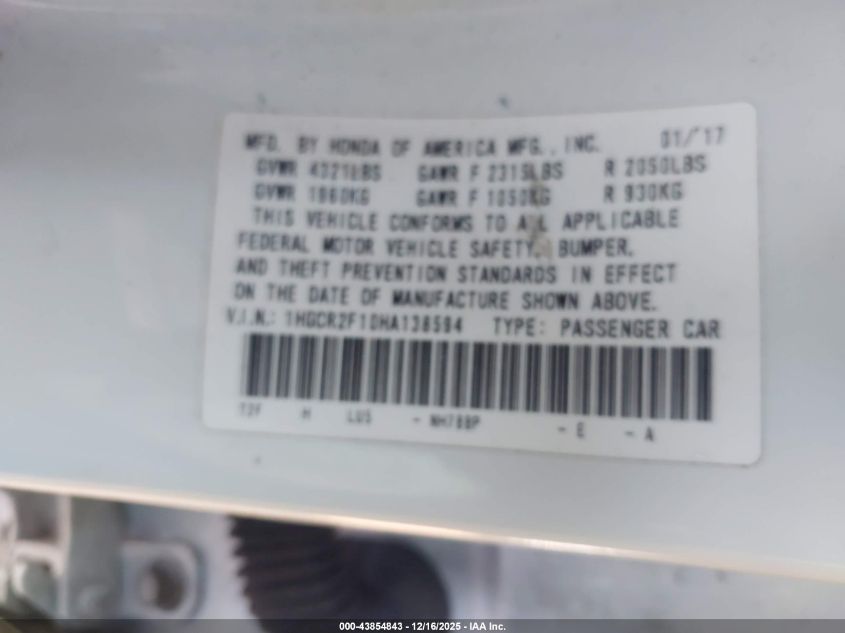 MFD. BY HONDA OF AMERICA MFG., INC. 01/'17
GVWR 4321LBS GAWR F 2315LBS R 2050LBS
GVWR 1960KG GAWR F 1050KG R 930KG
THIS VEHICLE CONFORMS TO ALL APPLICABLE
FEDERAL MOTOR VEHICLE SAFETY, BUMPER,
AND THEFT PREVENTION STANDARDS IN EFFECT
ON THE DATE OF MANUFACTURE SHOWN ABOVE.
V.I.N.: 1HGCR2F10HA138594 TYPE: PASSENGER CAR
T2F H - NH788P - E - A
000-43854843 - 12/16/2025 - IAA Inc.